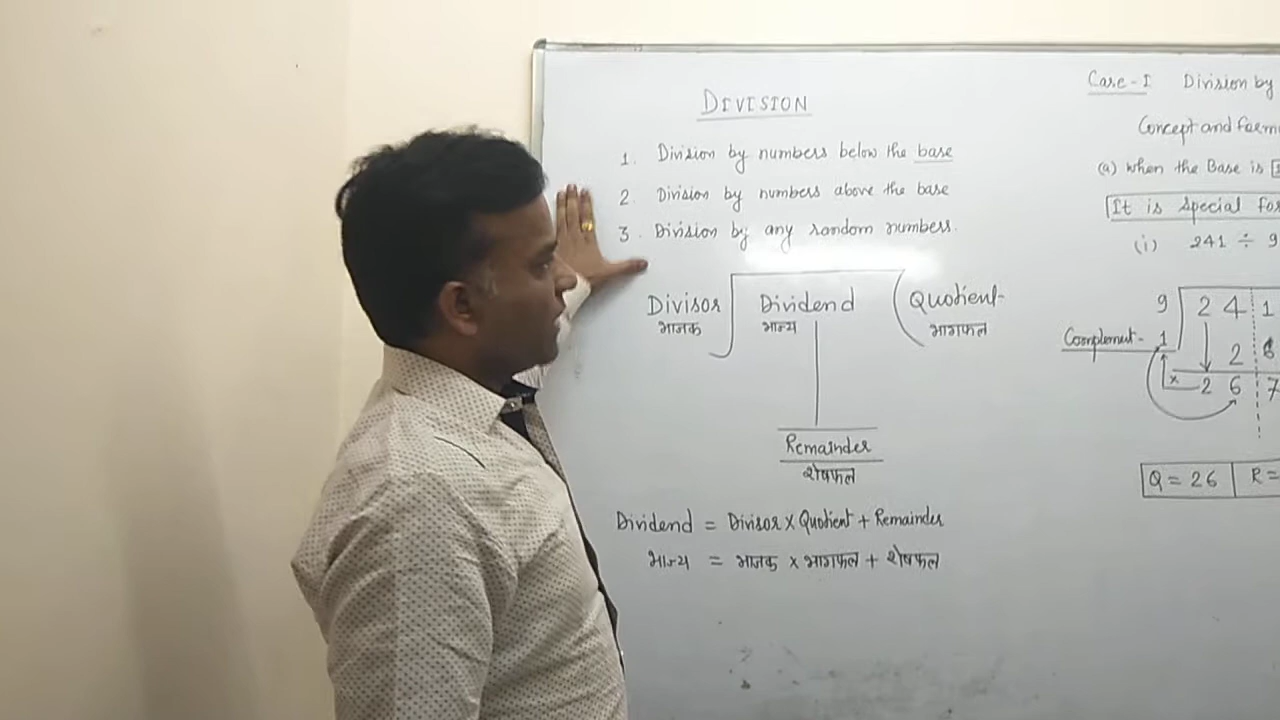 DIVISION
1. Division by numbers below the base
2. Division by numbers above the base
3. Division by any random numbers.
Divisor Dividend Quotient
भाजक भाज्य भागफल
Remainder
शेषफल
Dividend = Divisor × Quotient + Remainder
भाज्य = भाजक × भागफल + शेषफल
Case-I Division by
Concept and
(a) when the Base is
It is special
(i) 241 ÷ 9
9 2 4 1
Complement- 1 2
× 2 6 7
Q = 26 R =